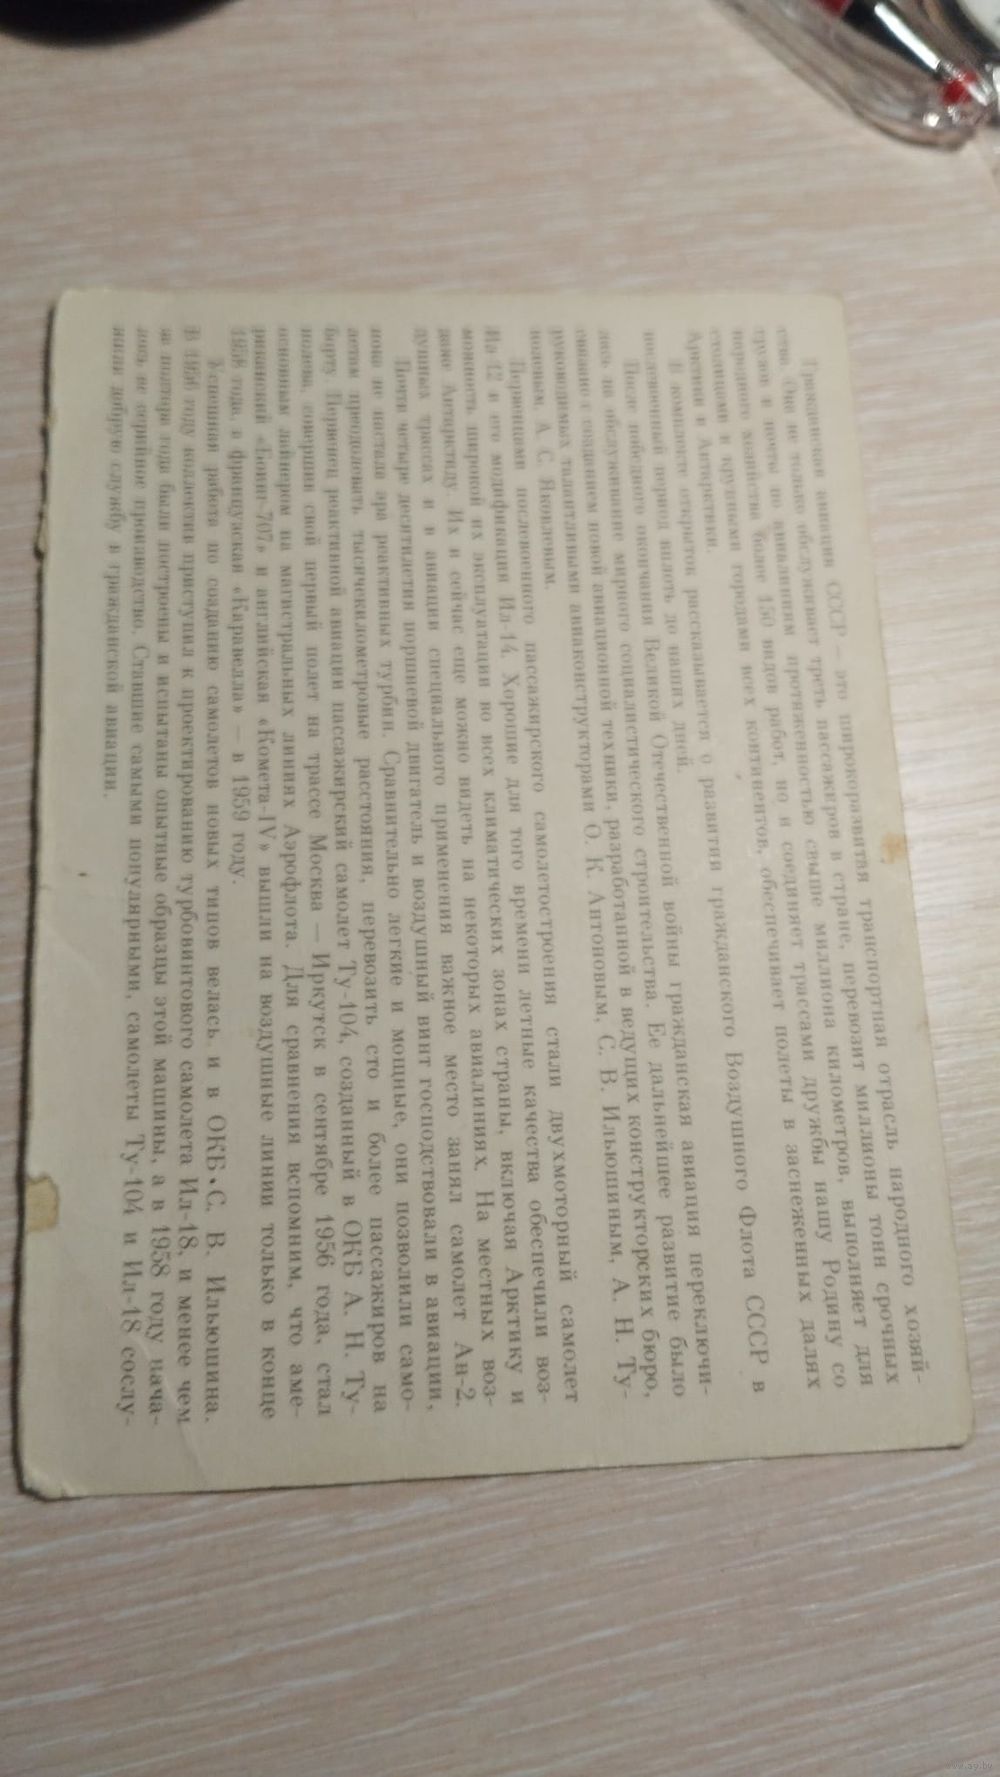 Гражданская авиация СССР — это широкоразвитая транспортная отрасль народного хозяй-
ства. Она не только обслуживает треть пассажиров в стране, перевозит миллионы тонн срочных
грузов и почты по авиалиниям протяженностью свыше миллиона километров, выполняет для
народного хозяйства более 150 видов работ, но и соединяет трассами дружбы нашу Родину со
столицами и крупными городами всех континентов, обеспечивает полеты в заснеженных далях
Арктики и Антарктики.
В комплекте открыток рассказывается о развитии гражданского Воздушного Флота СССР в
послевоенный период вплоть до наших дней.
После победного окончания Великой Отечественной войны гражданская авиация переключи-
лась на обслуживание мирного социалистического строительства. Ее дальнейшее развитие было
связано с созданием новой авиационной техники, разработанной в ведущих конструкторских бюро,
руководимых талантливыми авиаконструкторами О. К. Антоновым, С. В. Ильюшиным, А. Н. Ту-
полевым, А. С. Яковлевым.
Первенцами послевоенного пассажирского самолетостроения стали двухмоторный самолет
Ил-12 и его модификация Ил-14. Хорошие для того времени летные качества обеспечили воз-
можность широкой их эксплуатации во всех климатических зонах страны, включая Арктику и
даже Антарктиду. Их и сейчас еще можно видеть на некоторых авиалиниях. На местных воз-
душных трассах и в авиации специального применения важное место занял самолет Ан-2.
Почти четыре десятилетия поршневой двигатель и воздушный винт господствовали в авиации,
пока не настала эра реактивных турбин. Сравнительно легкие и мощные, они позволили само-
летам преодолевать тысячекилометровые расстояния, перевозить сто и более пассажиров на
борту. Первенец реактивной авиации пассажирский самолет Ту-104, созданный в ОКБ А. Н. Ту-
полева, совершив свой первый полет на трассе Москва — Иркутск в сентябре 1956 года, стал
основным лайнером на магистральных линиях Аэрофлота. Для сравнения вспомним, что аме-
риканский «Боинг-707» и английская «Комета-IV» вышли на воздушные линии только в конце
1958 года, а французская «Каравелла» — в 1959 году.
Успешная работа по созданию самолетов новых типов велась и в ОКБ С. В. Ильюшина.
В 1956 году коллектив приступил к проектированию турбовинтового самолета Ил-18, и менее чем
за полтора года были построены и испытаны опытные образцы этой машины, а в 1958 году нача-
лось ее серийное производство. Ставшие самыми популярными, самолеты Ту-104 и Ил-18 сослу-
жили добрую службу в гражданской авиации.
www.ay.by